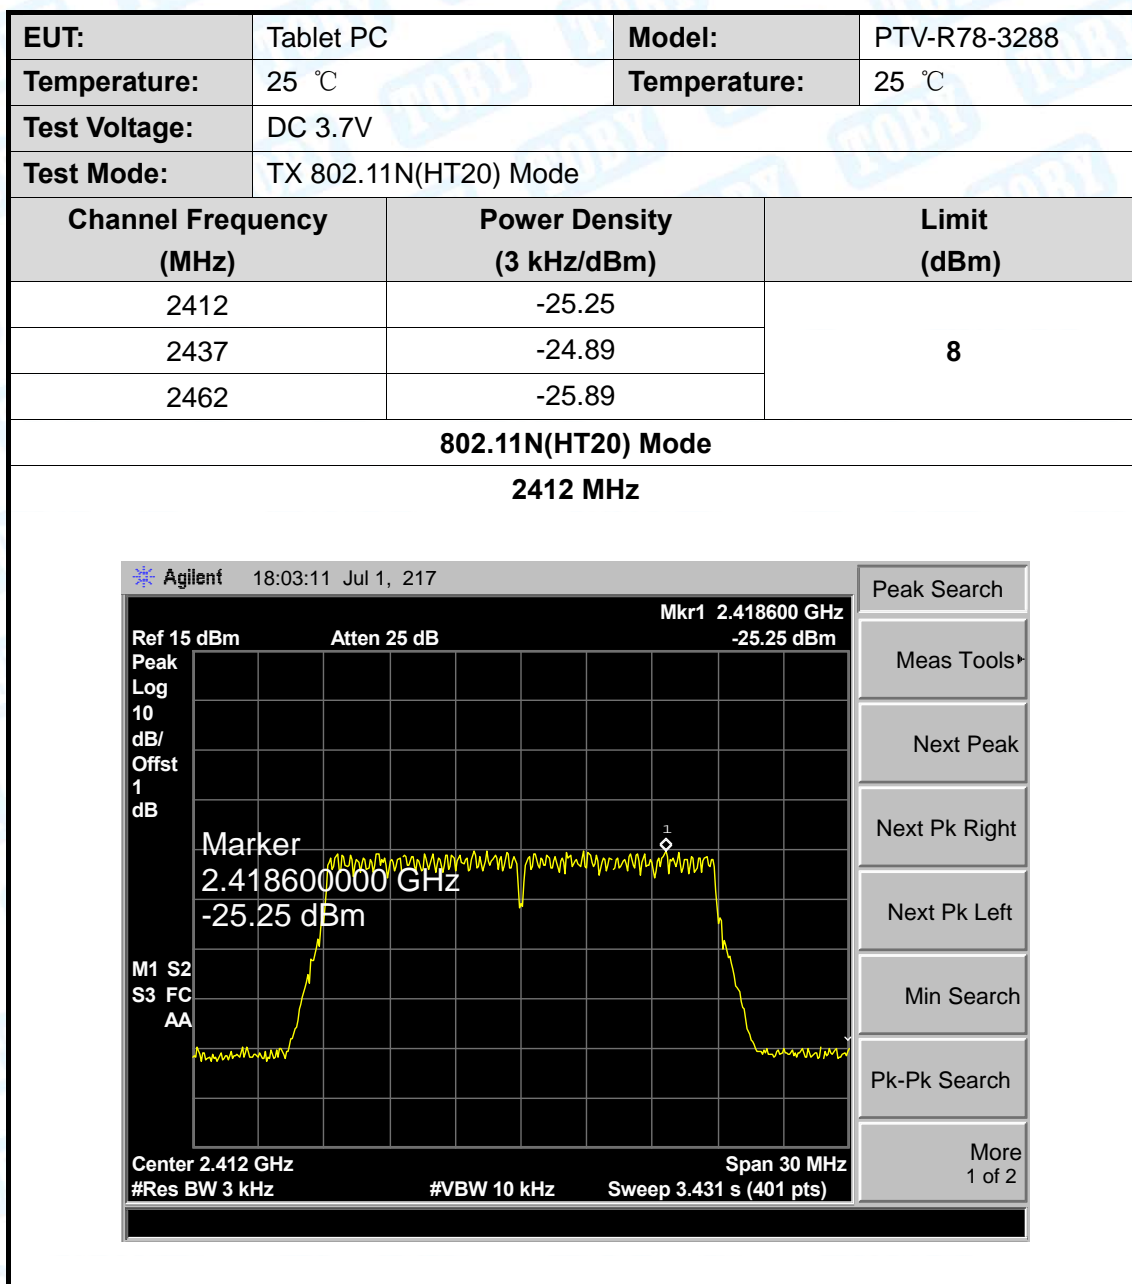 EUT: Tablet PC Model: PTV-R78-3288
Temperature: 25 ℃ Temperature: 25 ℃
Test Voltage: DC 3.7V
Test Mode: TX 802.11N(HT20) Mode
Channel Frequency Power Density Limit
(MHz) (3 kHz/dBm) (dBm)
2412 -25.25
2437 -24.89 8
2462 -25.89
802.11N(HT20) Mode
2412 MHz
Agilent 18:03:11 Jul 1, 217
Peak Search
Mkr1 2.418600 GHz
Ref 15 dBm Atten 25 dB -25.25 dBm
Peak
Log
10
dB/
Offst
1
dB
1
Marker
2.418600000 GHz
-25.25 dBm
M1 S2
S3 FC
AA
Center 2.412 GHz Span 30 MHz
#Res BW 3 kHz #VBW 10 kHz Sweep 3.431 s (401 pts)
Meas Tools
Next Peak
Next Pk Right
Next Pk Left
Min Search
Pk-Pk Search
More
1 of 2
TOBY
TOBY
TOBY
TOBY
TOBY
TOBY